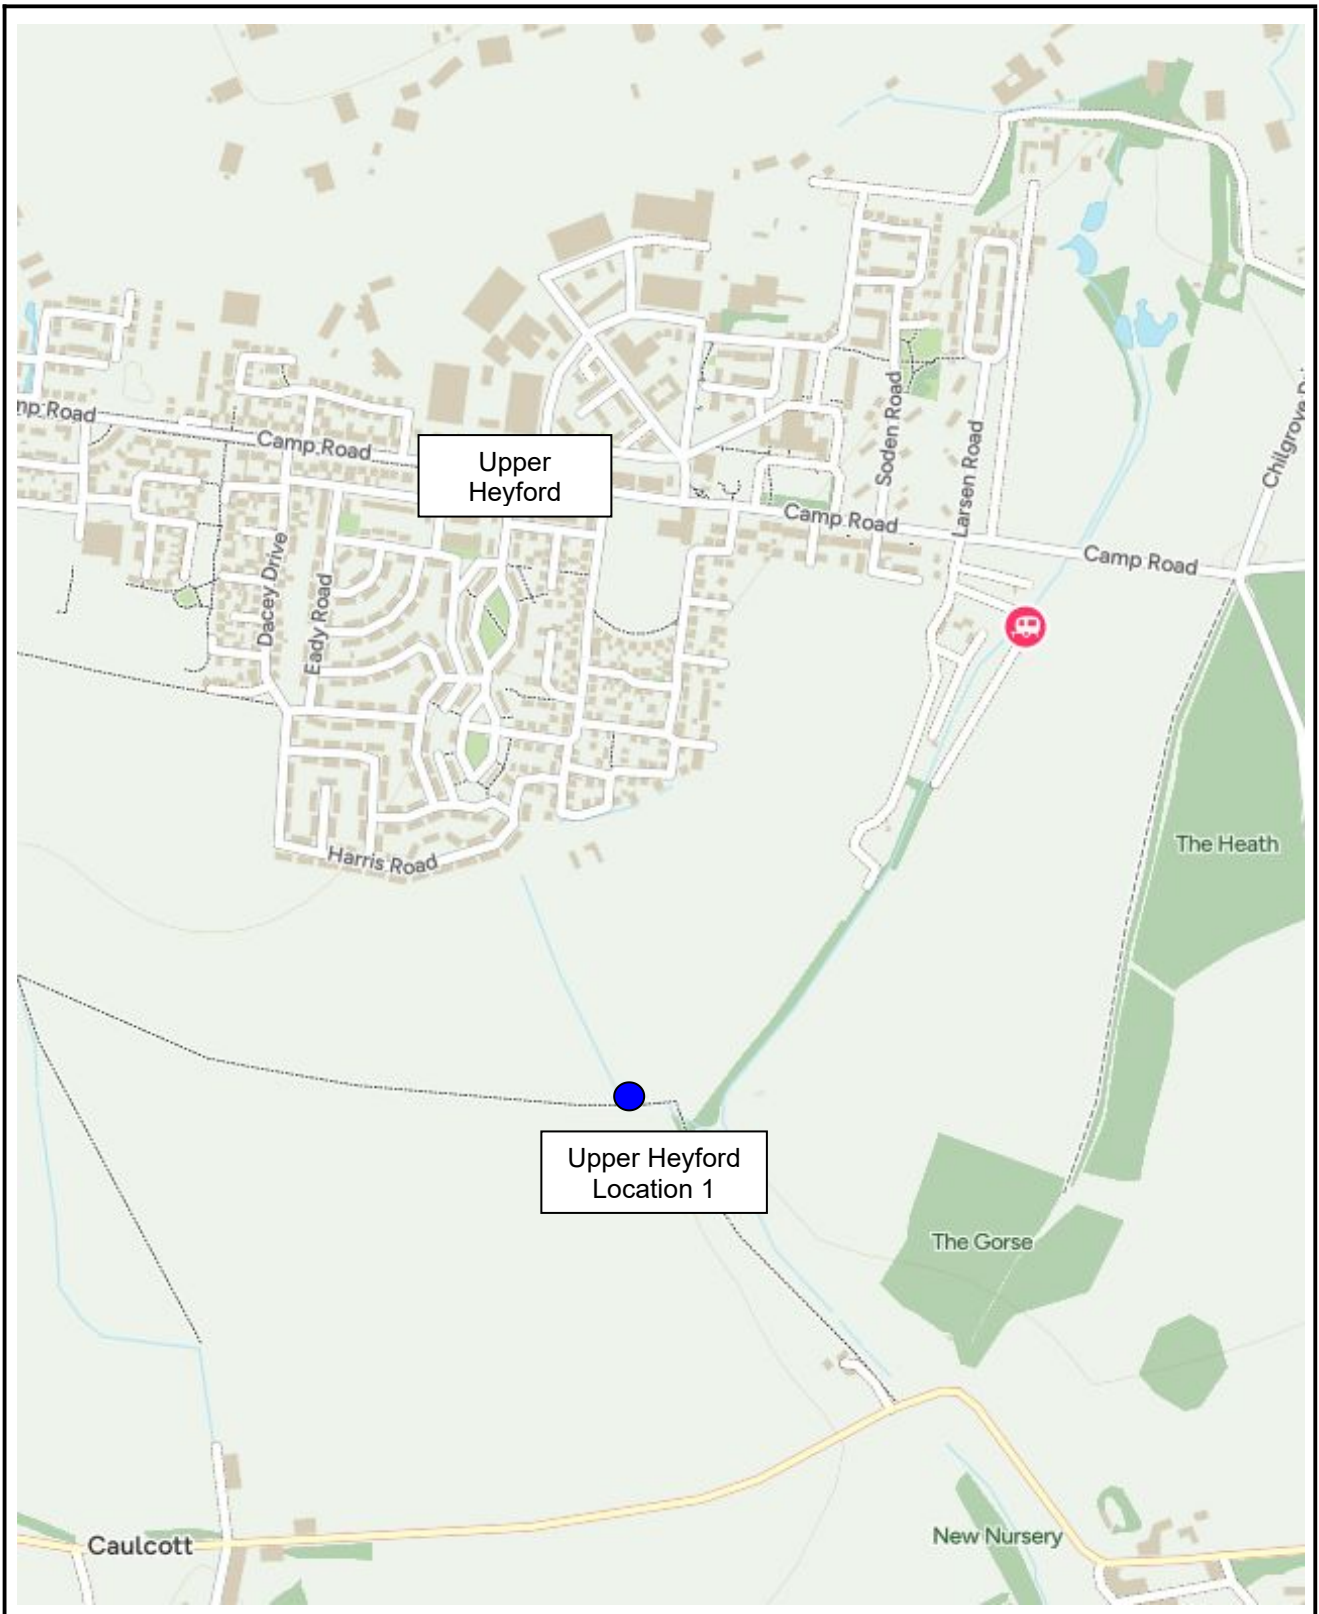 np Road
Camp Road
Upper
Heyford
Soden Road
Larsen Road
Chilgrove
Camp Road
Camp Road
Dacey Drive
Eady Road
Harris Road
The Heath
Upper Heyford
Location 1
The Gorse
Caulcott
New Nursery